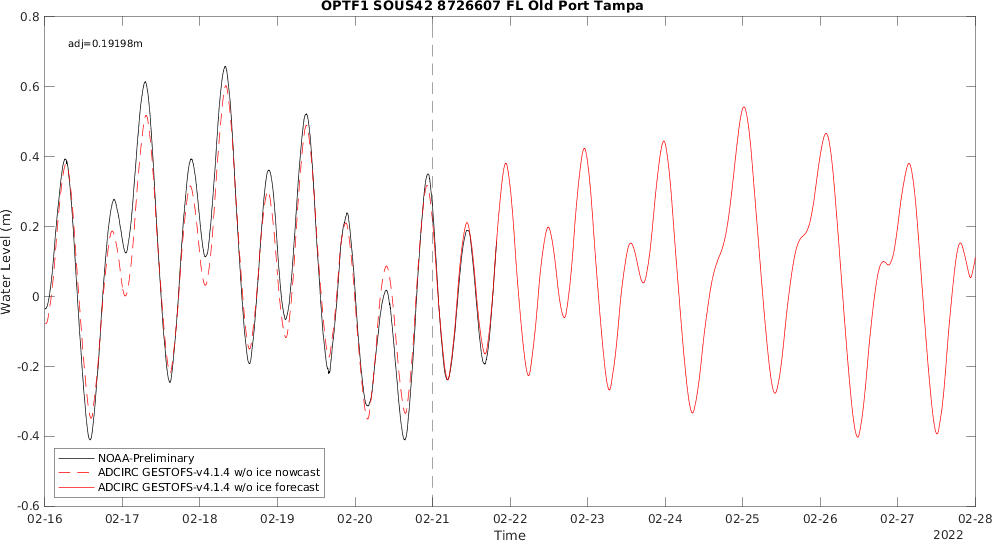 OPTF1 SOUS42 8726607 FL Old Port Tampa
adj=0.19198m
Water Level (m)
0.8
0.6
0.4
0.2
0
-0.2
-0.4
-0.6
NOAA-Preliminary
ADCIRC GESTOFS-v4.1.4 w/o ice nowcast
ADCIRC GESTOFS-v4.1.4 w/o ice forecast
02-16 02-17 02-18 02-19 02-20 02-21 02-22 02-23 02-24 02-25 02-26 02-27 02-28
Time
2022